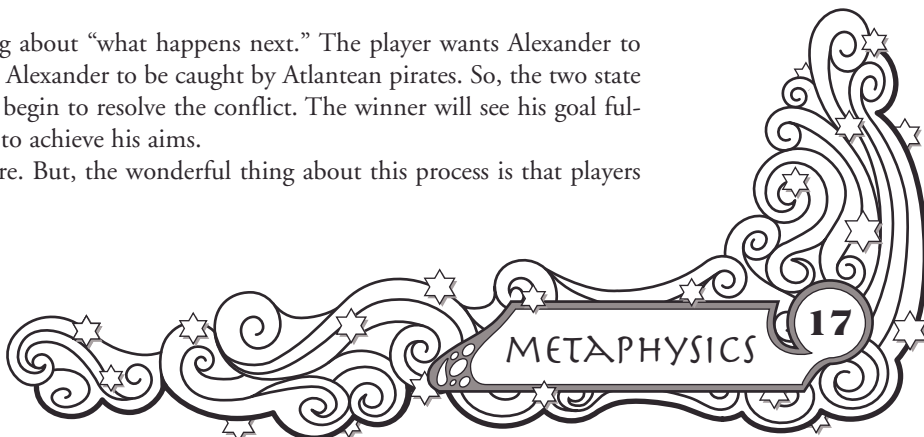 g about “what happens next.” The player wants Alexander to
Alexander to be caught by Atlantean pirates. So, the two state
begin to resolve the conflict. The winner will see his goal ful-
to achieve his aims.
re. But, the wonderful thing about this process is that players
METAPHYSICS
17